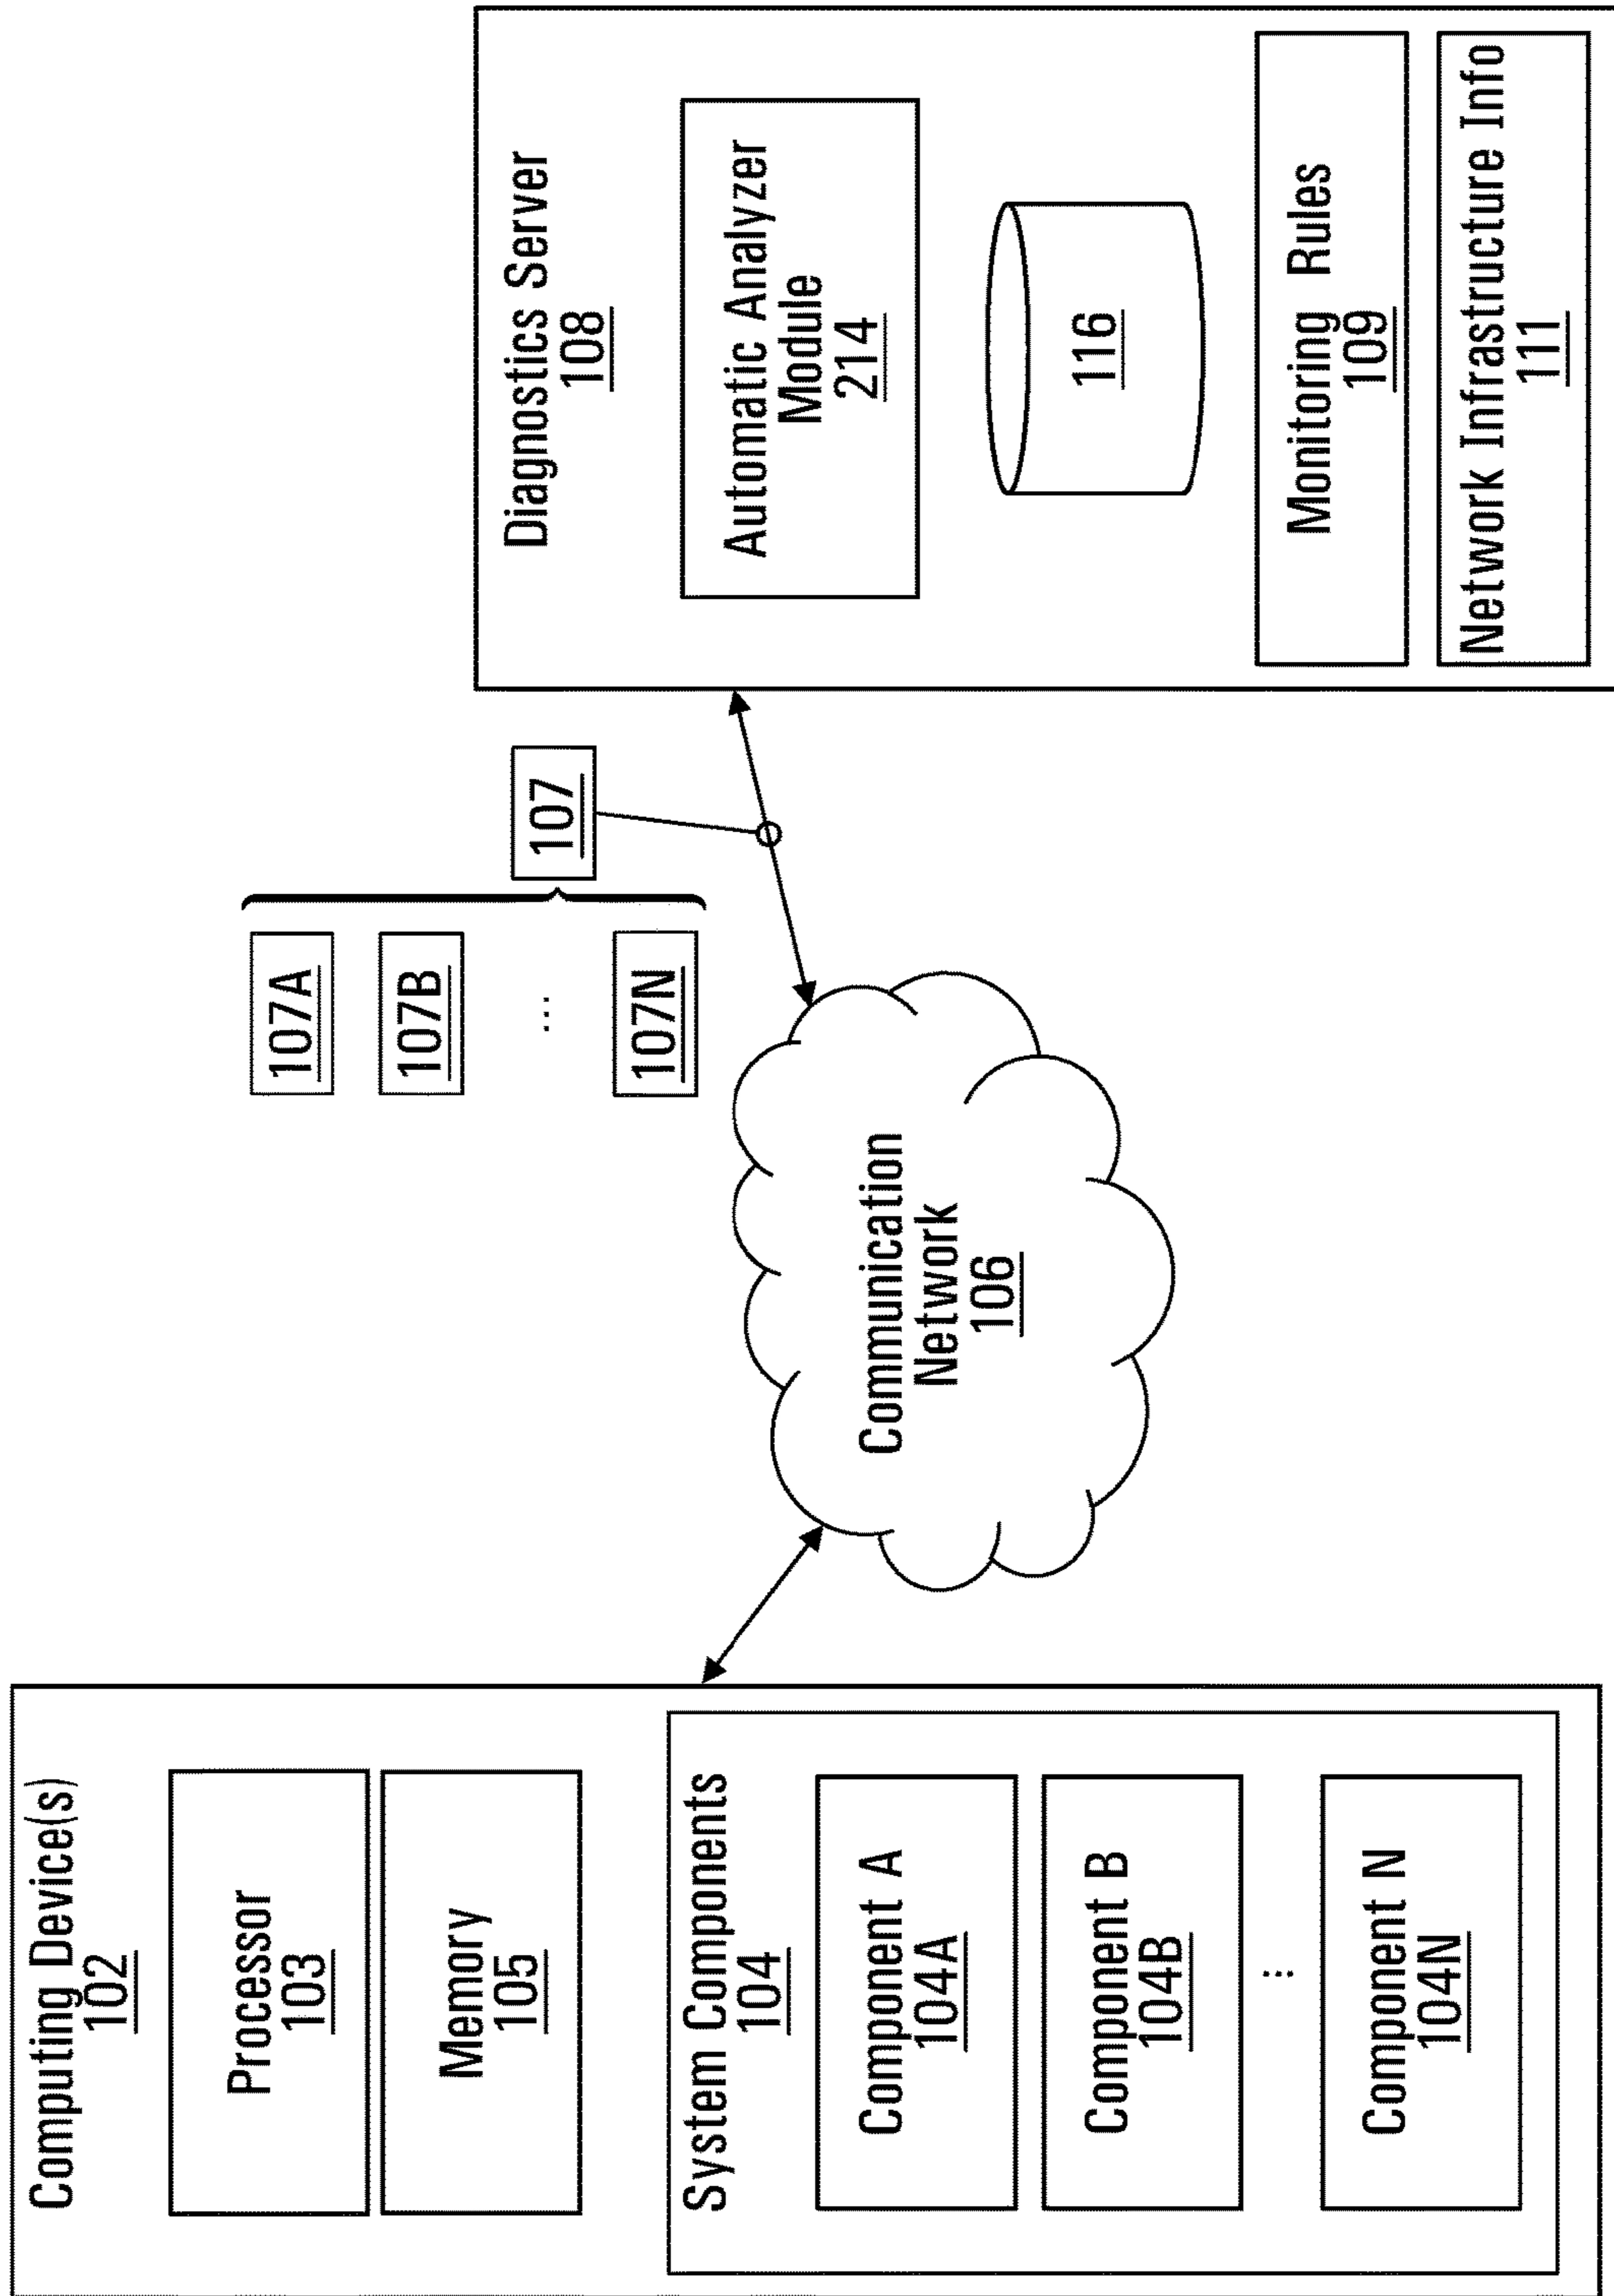 Computing Device(s)
102
Processor
103
Memory
105
System Components
104
Component A
104A
Component B
104B
...
Component N
104N
Communication
Network
106
107A
107B
...
107N
107
Diagnostics Server
108
Automatic Analyzer
Module
214
116
Monitoring Rules
109
Network Infrastructure Info
111